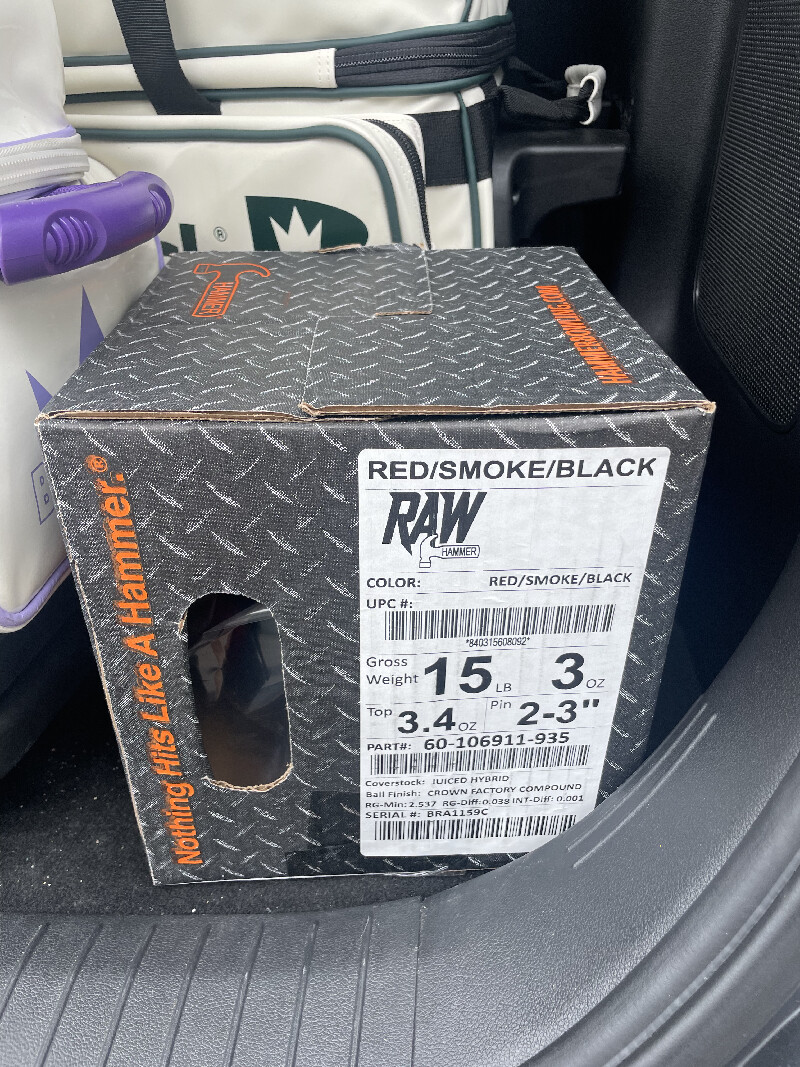 ®
HAMMER
HAMMERBOWLING.COM
Nothing Hits Like A Hammer.®
RED/SMOKE/BLACK
RAW
HAMMER
COLOR: RED/SMOKE/BLACK
UPC #:
*840315608092*
Gross Weight 15 LB 3 OZ
Top 3.4 OZ Pin 2-3"
PART#: 60-106911-935
Coverstock: JUICED HYBRID
Ball Finish: CROWN FACTORY COMPOUND
RG-Min: 2.537 RG-Diff: 0.038 INT-Diff: 0.001
SERIAL #: BRA1159C